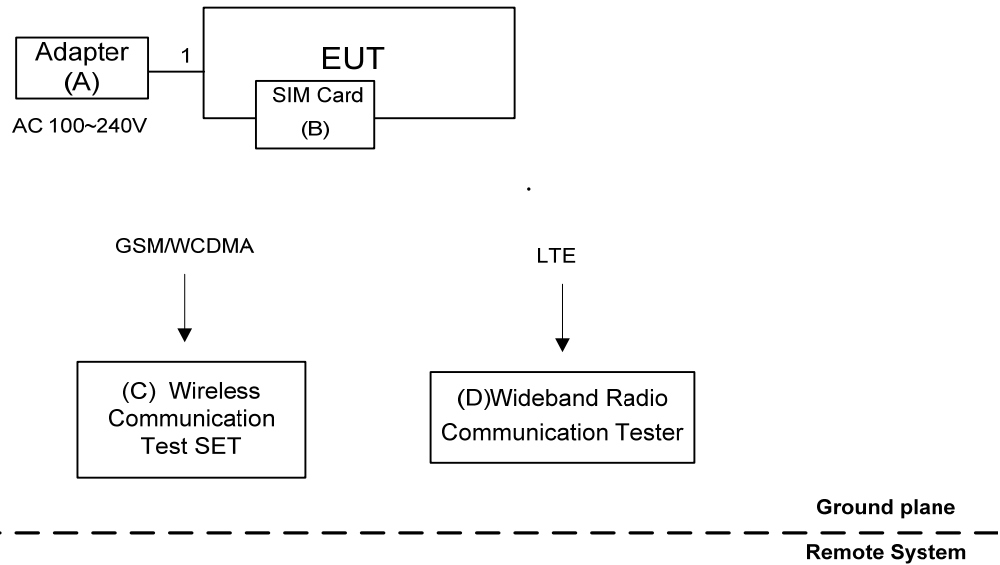 Adapter
(A)
1
EUT
SIM Card
(B)
AC 100~240V
GSM/WCDMA
LTE
(C) Wireless
Communication
Test SET
(D)Wideband Radio
Communication Tester
Ground plane
Remote System